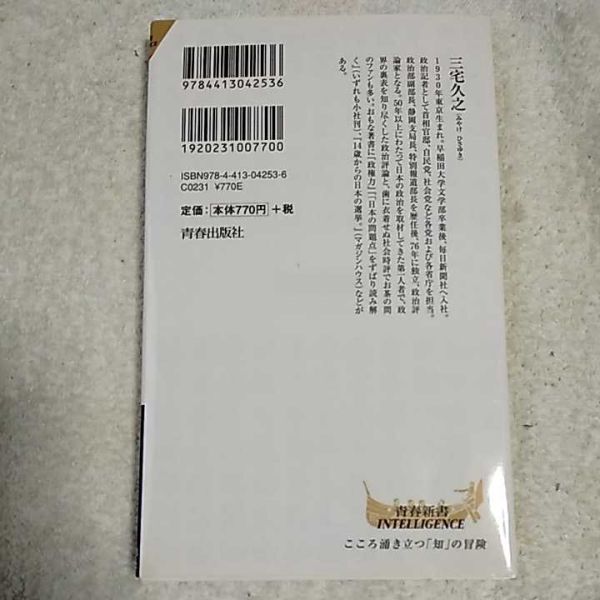 三宅久之（みやけ ひさゆき）
1930年東京生まれ。早稲田大学文学部卒業後、毎日新聞社へ入社。
政治記者として首相官邸、自民党、社会党など各党および各省庁を担当。
政治部副部長、静岡支局長、特別報道部長を歴任後、76年に独立、政治評
論家となる。50年以上にわたって日本の政治を取材してきた第一人者で、政
界の裏表を知り尽くした政治評論と、歯に衣着せぬ社会時評でお茶の間
のファンも多い。おもな著書に『政権力』『「日本の問題点」をずばり読み解
く』（いずれも小社刊）、『14歳からの日本の選挙。』（マガジンハウス）などが
ある。
9784413042536
1920231007700
ISBN978-4-413-04253-6
C0231 ¥770E
定価：本体770円＋税
青春出版社
青春新書
INTELLIGENCE
こころ涌き立つ「知」の冒険